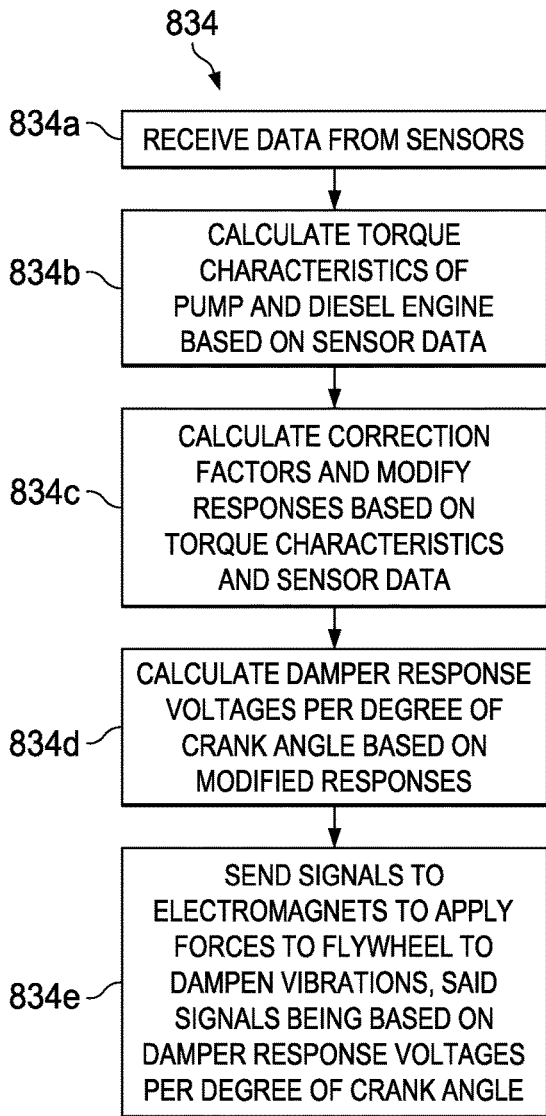 834
834a
RECEIVE DATA FROM SENSORS
834b
CALCULATE TORQUE
CHARACTERISTICS OF
PUMP AND DIESEL ENGINE
BASED ON SENSOR DATA
834c
CALCULATE CORRECTION
FACTORS AND MODIFY
RESPONSES BASED ON
TORQUE CHARACTERISTICS
AND SENSOR DATA
834d
CALCULATE DAMPER RESPONSE
VOLTAGES PER DEGREE OF
CRANK ANGLE BASED ON
MODIFIED RESPONSES
834e
SEND SIGNALS TO
ELECTROMAGNETS TO APPLY
FORCES TO FLYWHEEL TO
DAMPEN VIBRATIONS, SAID
SIGNALS BEING BASED ON
DAMPER RESPONSE VOLTAGES
PER DEGREE OF CRANK ANGLE